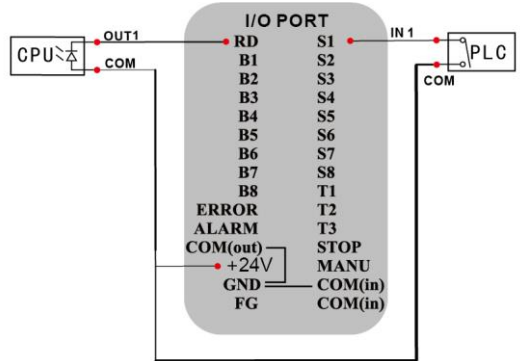 I/O PORT
OUT1
RD S1
IN 1
CPU
PLC
COM
B1 S2
COM
B2 S3
B3 S4
B4 S5
B5 S6
B6 S7
B7 S8
B8 T1
ERROR T2
ALARM T3
COM(out) STOP
+24V MANU
GND COM(in)
FG COM(in)